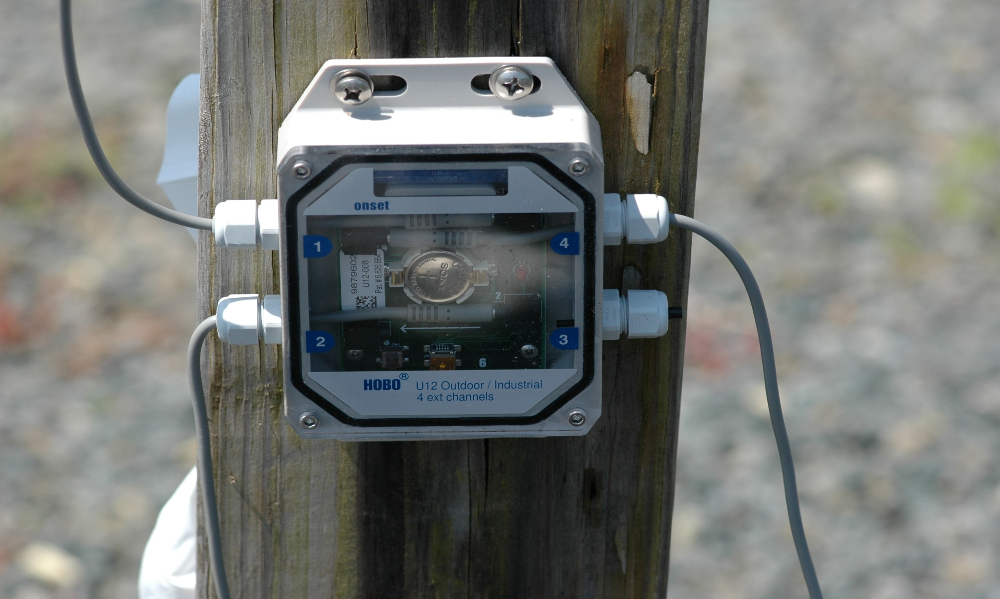 onset
1
4
9879602
U12-008
Pat. # 6,826,664
SONY
2
2
3
6
HOBO® U12 Outdoor / Industrial
4 ext channels